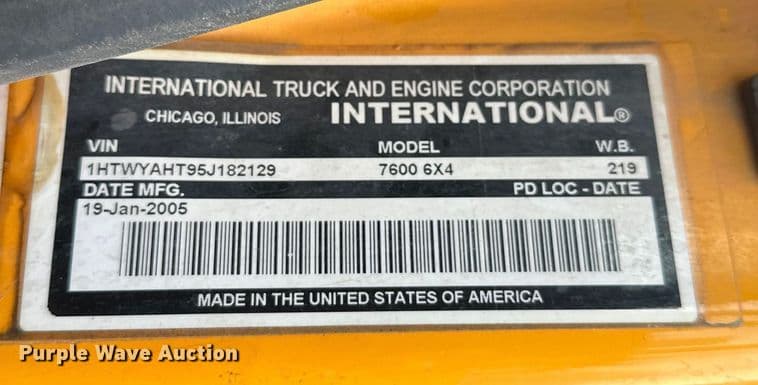 INTERNATIONAL TRUCK AND ENGINE CORPORATION
CHICAGO, ILLINOIS INTERNATIONAL®
VIN MODEL W.B.
1HTWYAHT95J182129 7600 6X4 219
DATE MFG. PD LOC - DATE
19-Jan-2005
MADE IN THE UNITED STATES OF AMERICA
Purple Wave Auction